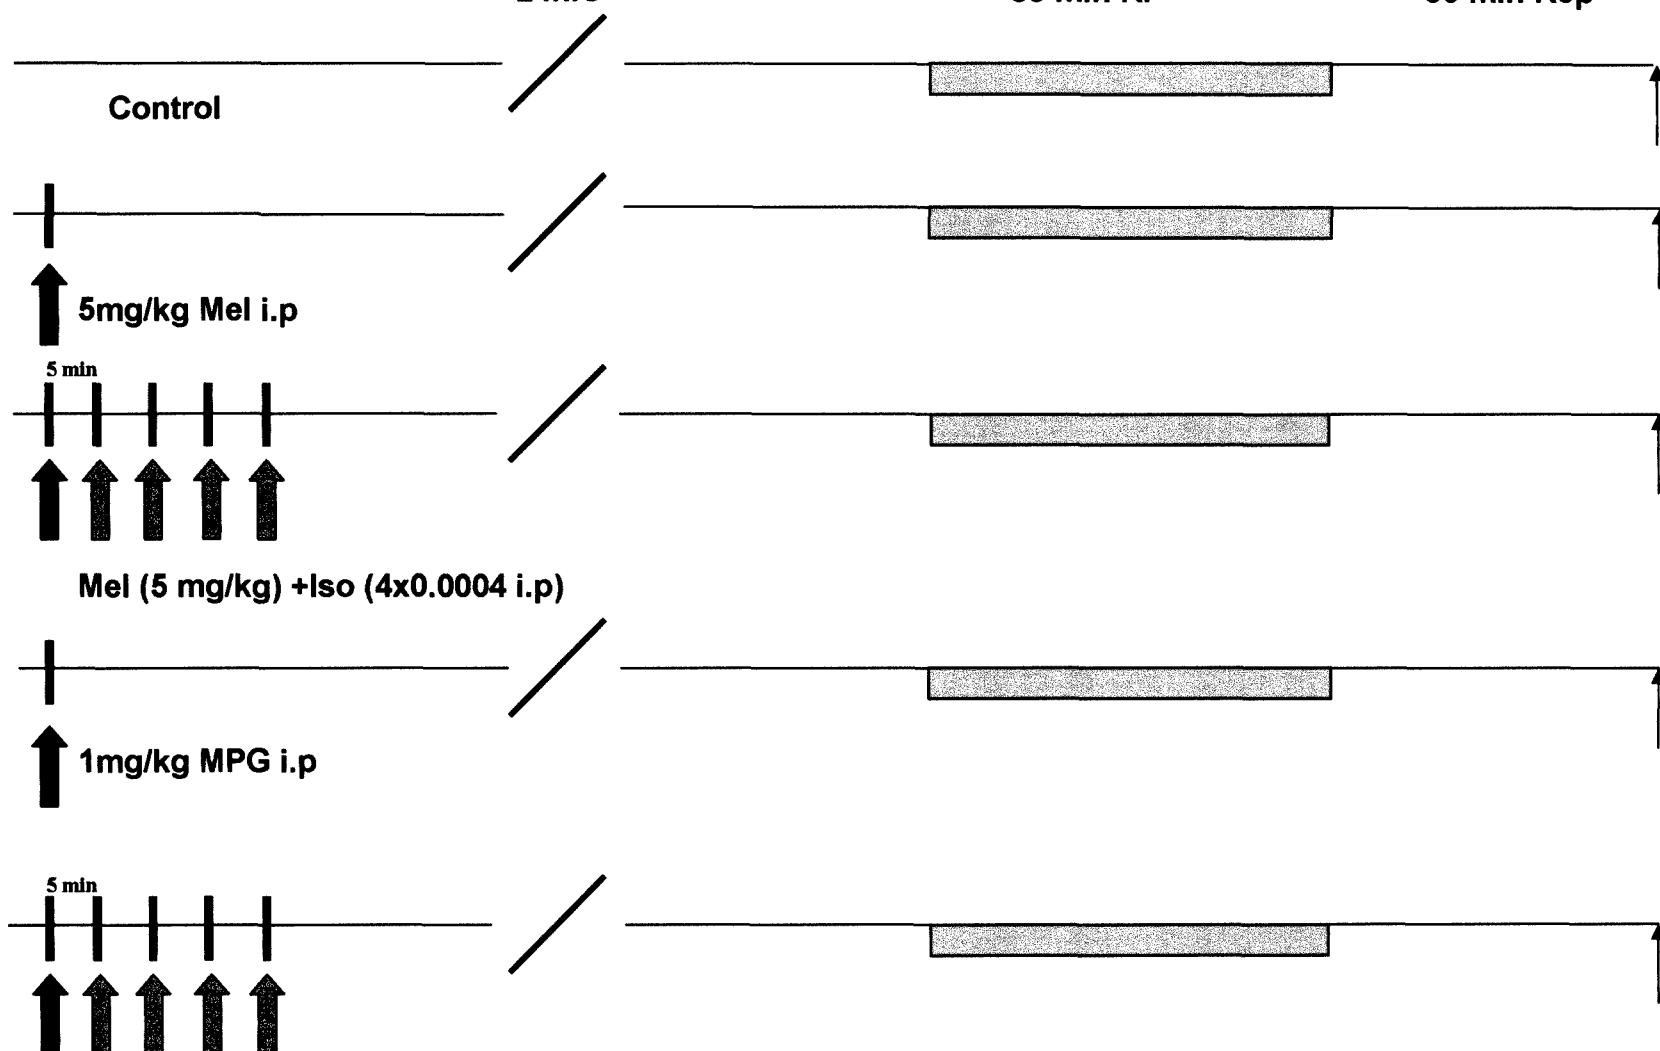 Control
5mg/kg Mel i.p
5 min
Mel (5 mg/kg) +Iso (4x0.0004 i.p)
1mg/kg MPG i.p
5 min